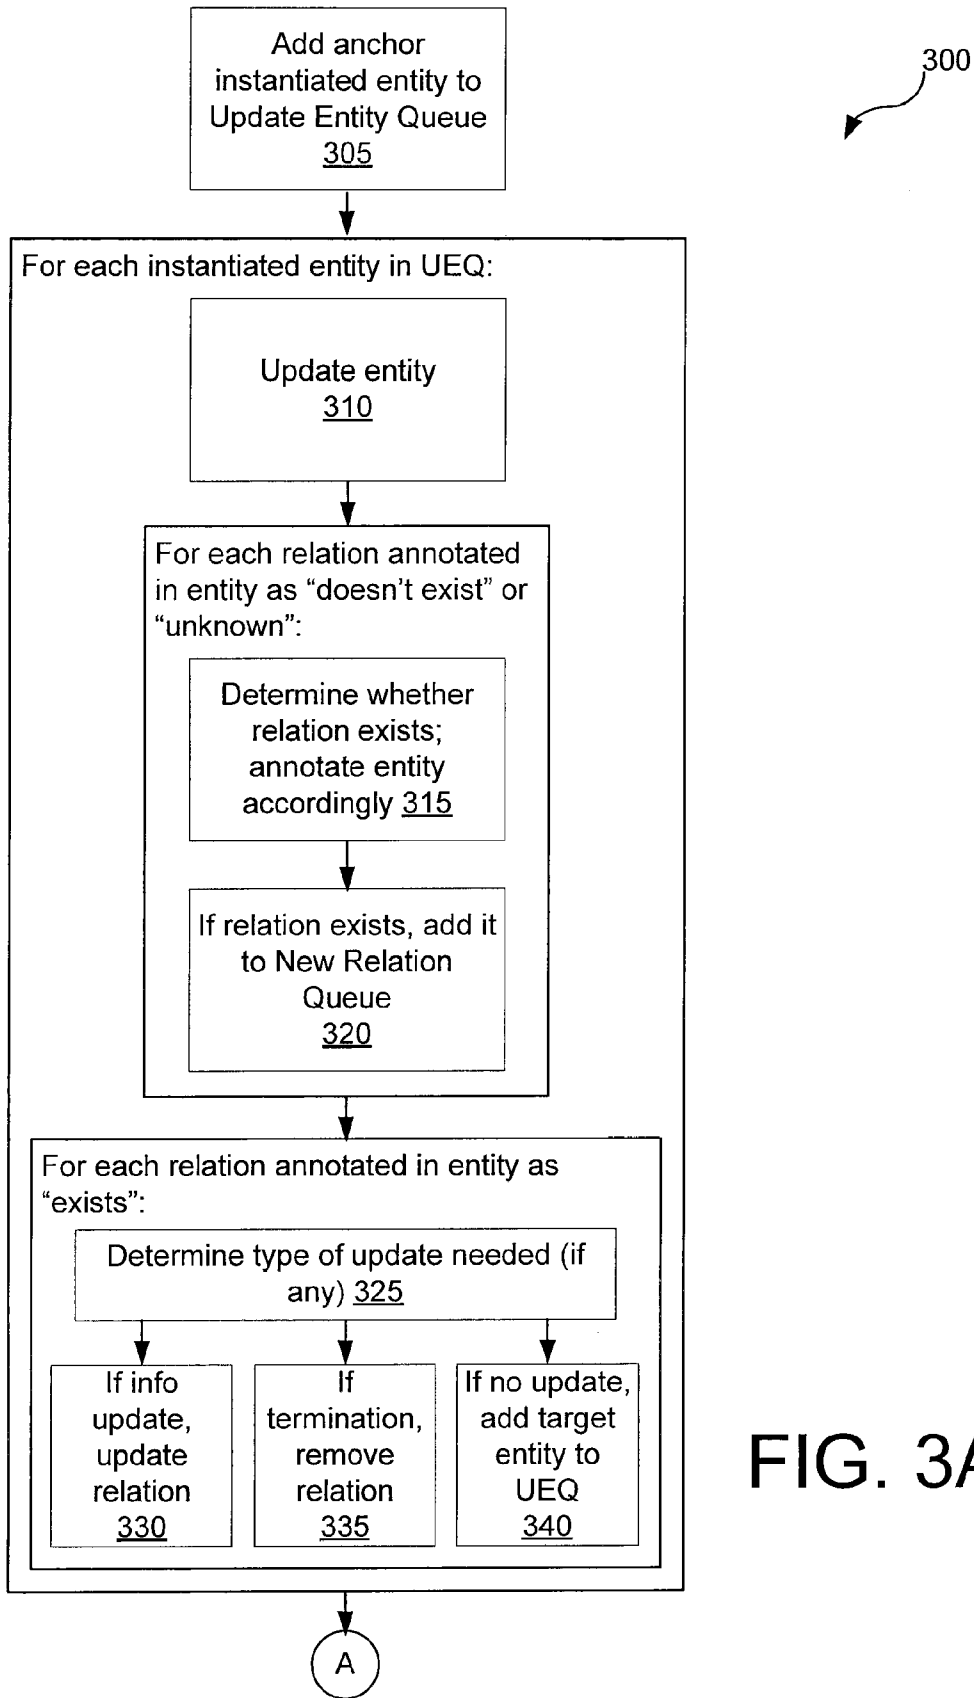 Add anchor
instantiated entity to
Update Entity Queue
305
300
For each instantiated entity in UEQ:
Update entity
310
For each relation annotated
in entity as “doesn’t exist” or
“unknown”:
Determine whether
relation exists;
annotate entity
accordingly 315
If relation exists, add it
to New Relation
Queue
320
For each relation annotated in entity as
“exists”:
Determine type of update needed (if
any) 325
If info
update,
update
relation
330
If
termination,
remove
relation
335
If no update,
add target
entity to
UEQ
340
FIG. 3A
A